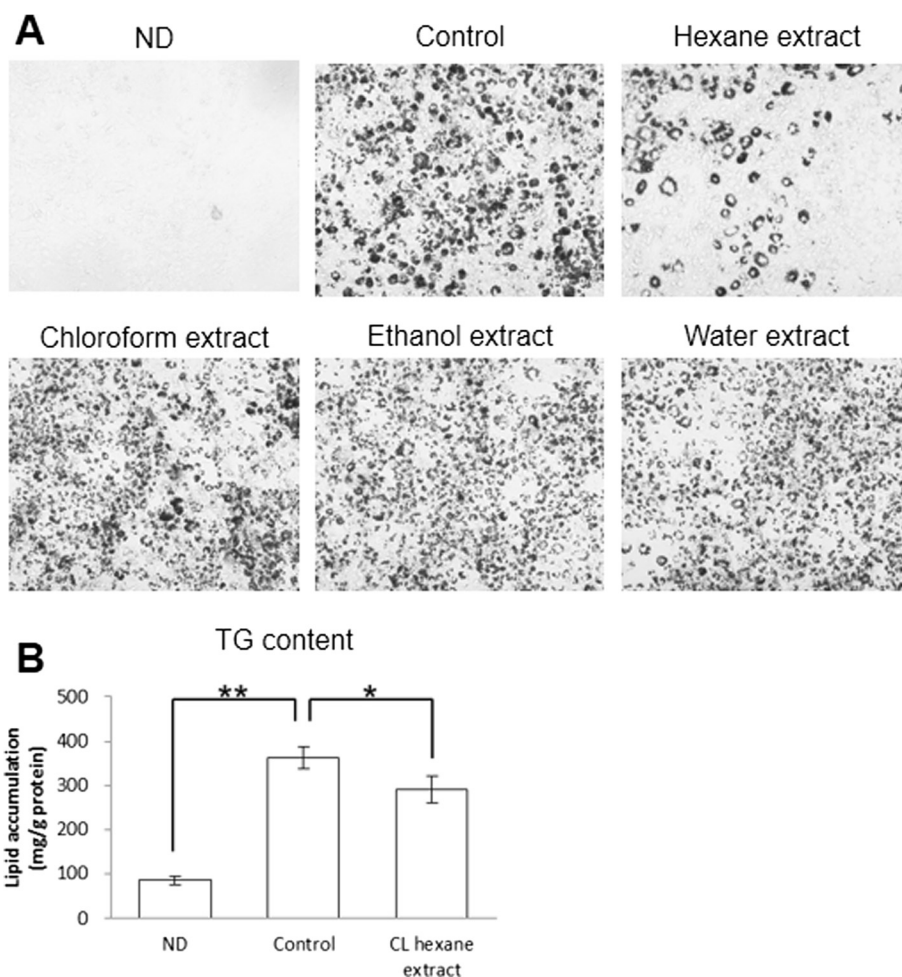 A
ND
Control
Hexane extract
Chloroform extract
Ethanol extract
Water extract
B
TG content
Lipid accumulation
(mg/g protein)
500
400
300
200
100
0
**
*
ND
Control
CL hexane
extract